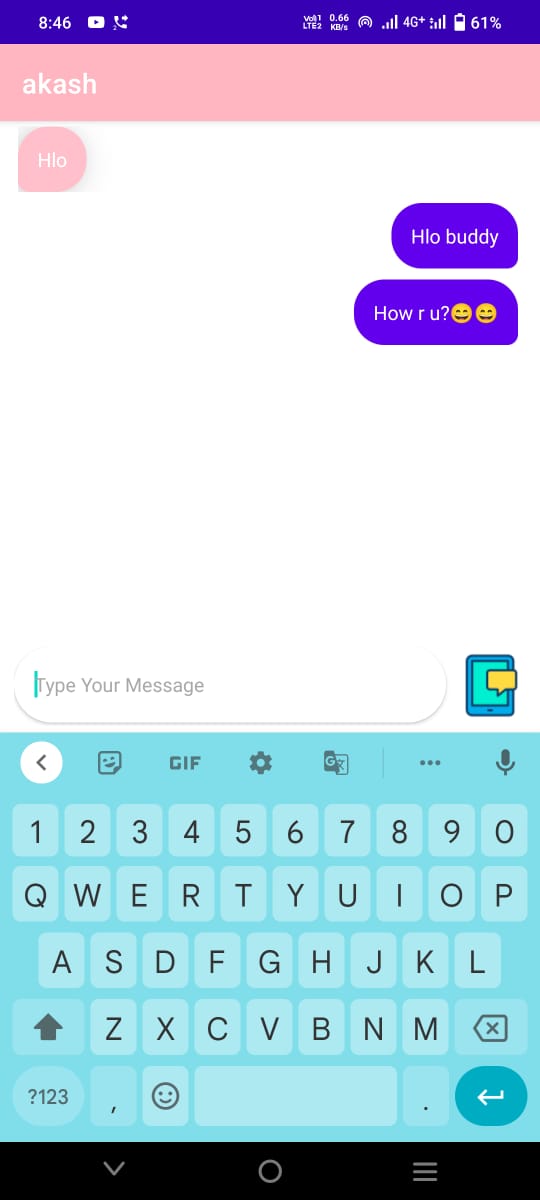 8:46 Vo)) 1 LTE2 0.66 KB/s 4G+ 61%
akash
Hlo
Hlo buddy
How r u?😄😄
Type Your Message
GIF
1 2 3 4 5 6 7 8 9 0
Q W E R T Y U I O P
A S D F G H J K L
Z X C V B N M
?123 , .